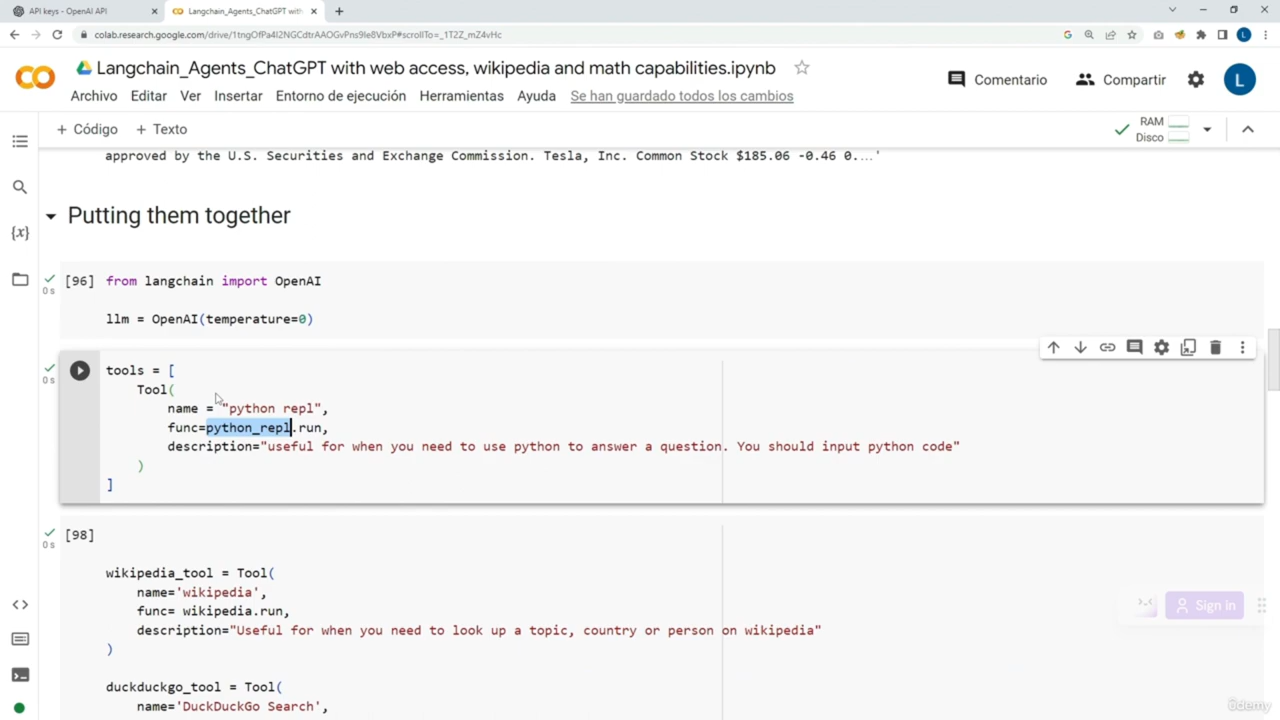 API keys - OpenAI API
Langchain_Agents_ChatGPT with
colab.research.google.com/drive/1tngOfPa4I2NGCdtrAAOGvPns9Ie8VbxP#scrollTo=_1T2Z_mZ4vHc
Langchain_Agents_ChatGPT with web access, wikipedia and math capabilities.ipynb
Comentario
Compartir
L
Archivo Editar Ver Insertar Entorno de ejecución Herramientas Ayuda Se han guardado todos los cambios
+ Código + Texto
RAM
Disco
approved by the U.S. Securities and Exchange Commission. Tesla, Inc. Common Stock $185.06 -0.46 0...'
Putting them together
[96] from langchain import OpenAI
0 s
llm = OpenAI(temperature=0)
tools = [
0 s
Tool(
name = "python repl",
func=python_repl.run,
description="useful for when you need to use python to answer a question. You should input python code"
)
]
[98]
0 s
wikipedia_tool = Tool(
name='wikipedia',
func= wikipedia.run,
description="Useful for when you need to look up a topic, country or person on wikipedia"
)
duckduckgo_tool = Tool(
name='DuckDuckGo Search',
Sign in
ûdemy